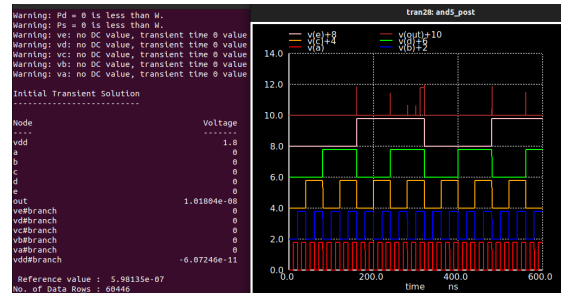 Warning: Pd = 0 is less than W.
Warning: Ps = 0 is less than W.
Warning: ve: no DC value, transient time 0 value
Warning: vd: no DC value, transient time 0 value
Warning: vc: no DC value, transient time 0 value
Warning: vb: no DC value, transient time 0 value
Warning: va: no DC value, transient time 0 value
Initial Transient Solution
--------------------------
Node Voltage
---- -------
vdd 1.8
a 0
b 0
c 0
d 0
e 0
out 1.01804e-08
ve#branch 0
vd#branch 0
vc#branch 0
vb#branch 0
va#branch 0
vdd#branch -6.07246e-11
Reference value : 5.98135e-07
No. of Data Rows : 60446
tran28: and5_post
v(e)+8 v(out)+10
v(c)+4 v(d)+6
v(a) v(b)+2
14.0
12.0
10.0
8.0
6.0
4.0
2.0
0.0
0.0 200.0 400.0 600.0
time ns